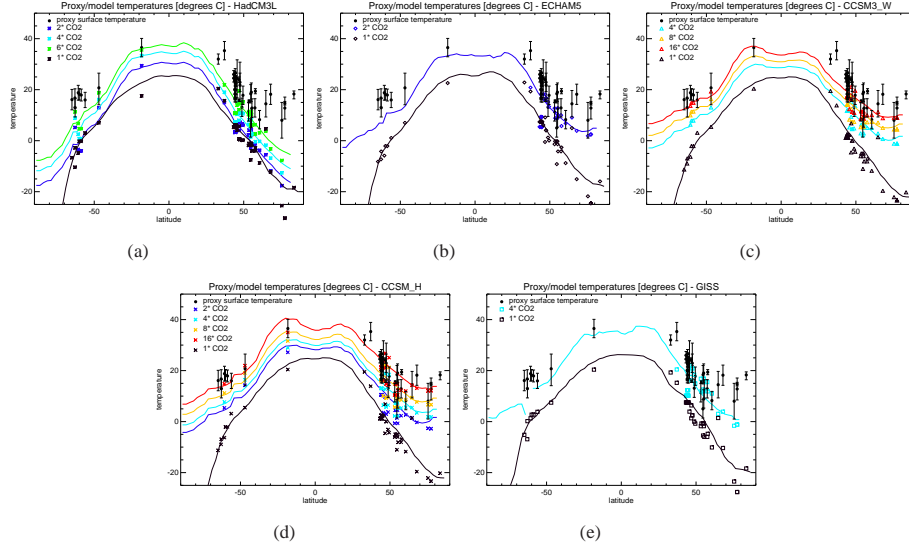 Proxy/model temperatures [degrees C] - HadCM3L
proxy surface temperature
2* CO2
4* CO2
6* CO2
1* CO2
temperature
40
20
0
-20
-50
0
50
latitude
(a)
Proxy/model temperatures [degrees C] - ECHAM5
proxy surface temperature
2* CO2
1* CO2
temperature
40
20
0
-20
-50
0
50
latitude
(b)
Proxy/model temperatures [degrees C] - CCSM3_W
proxy surface temperature
4* CO2
8* CO2
16* CO2
1* CO2
temperature
40
20
0
-20
-50
0
50
latitude
(c)
Proxy/model temperatures [degrees C] - CCSM_H
proxy surface temperature
2* CO2
4* CO2
8* CO2
16* CO2
1* CO2
temperature
40
20
0
-20
-50
0
50
latitude
(d)
Proxy/model temperatures [degrees C] - GISS
proxy surface temperature
4* CO2
1* CO2
temperature
40
20
0
-20
-50
0
50
latitude
(e)